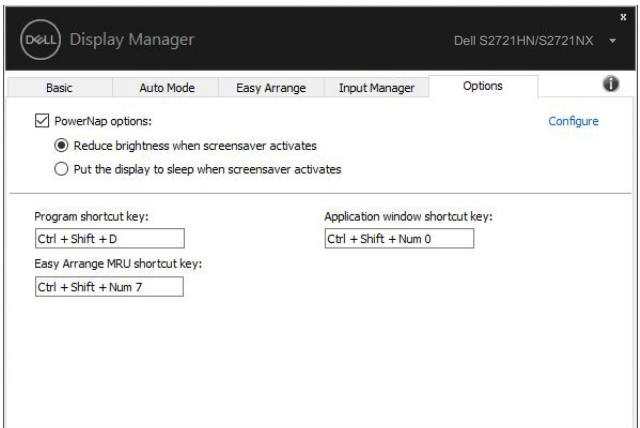 x
DELL Display Manager
Dell S2721HN/S2721NX
Basic Auto Mode Easy Arrange Input Manager Options
PowerNap options: Configure
Reduce brightness when screensaver activates
Put the display to sleep when screensaver activates
Program shortcut key: Application window shortcut key:
Ctrl + Shift + D Ctrl + Shift + Num 0
Easy Arrange MRU shortcut key:
Ctrl + Shift + Num 7